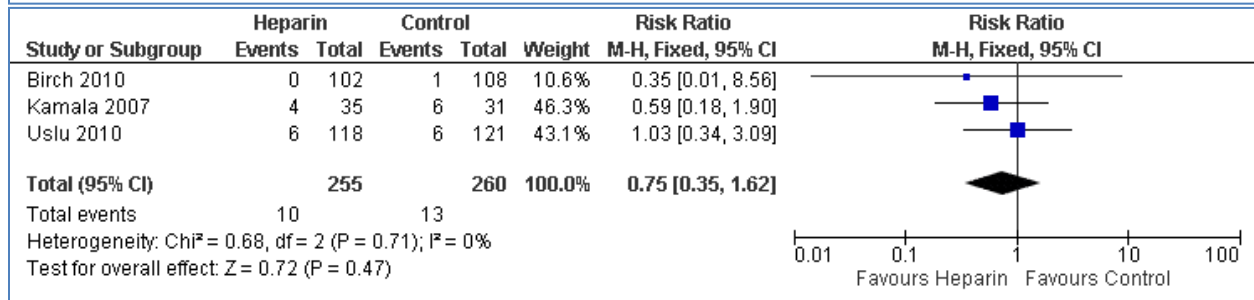 Heparin Control Risk Ratio Risk Ratio
Study or Subgroup Events Total Events Total Weight M-H, Fixed, 95% CI M-H, Fixed, 95% CI
Birch 2010 0 102 1 108 10.6% 0.35 [0.01, 8.56]
Kamala 2007 4 35 6 31 46.3% 0.59 [0.18, 1.90]
Uslu 2010 6 118 6 121 43.1% 1.03 [0.34, 3.09]
Total (95% CI) 255 260 100.0% 0.75 [0.35, 1.62]
Total events 10 13
Heterogeneity: Chi² = 0.68, df = 2 (P = 0.71); I² = 0%
Test for overall effect: Z = 0.72 (P = 0.47)
0.01 0.1 1 10 100
Favours Heparin Favours Control